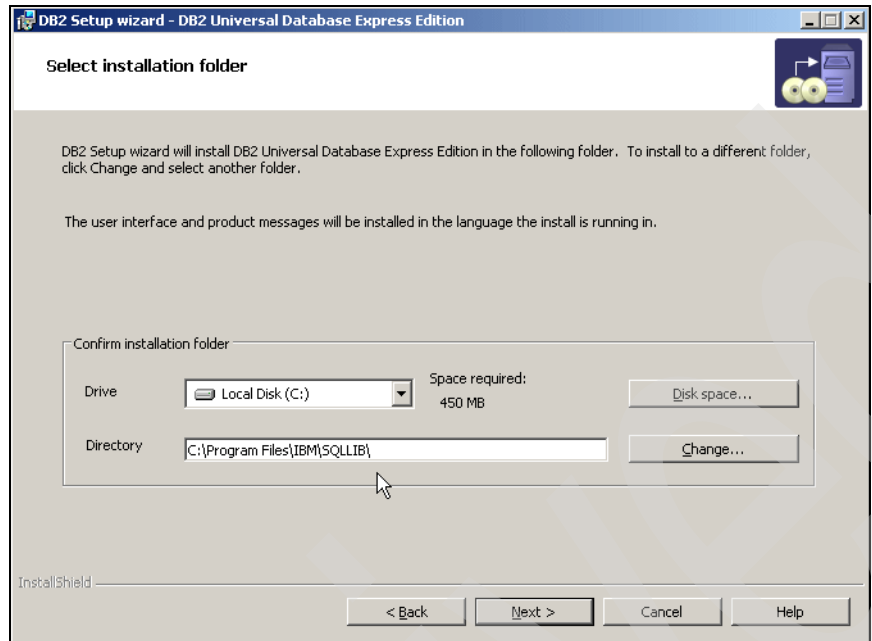 DB2 Setup wizard - DB2 Universal Database Express Edition
Select installation folder
DB2 Setup wizard will install DB2 Universal Database Express Edition in the following folder. To install to a different folder,
click Change and select another folder.
The user interface and product messages will be installed in the language the install is running in.
Confirm installation folder
Drive
Local Disk (C:)
Space required:
450 MB
Disk space...
Directory
C:\Program Files\IBM\SQLLIB\
Change...
InstallShield
< Back
Next >
Cancel
Help